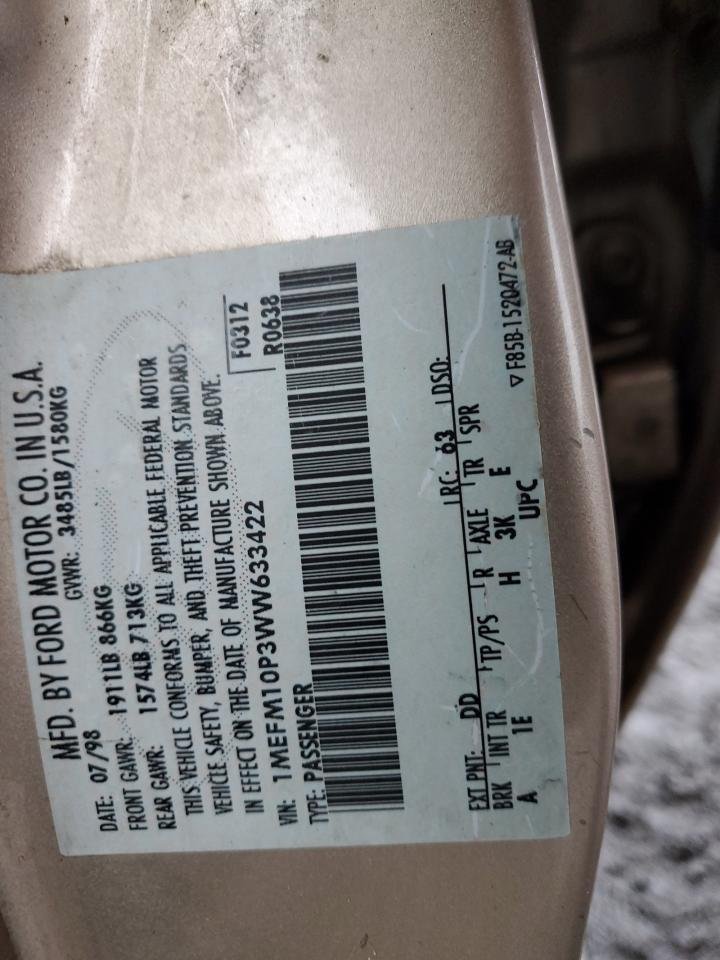 MFD. BY FORD MOTOR CO. IN U.S.A.
DATE: 07/98 GVWR: 3485LB/1580KG
FRONT GAWR: 1911LB 866KG
REAR GAWR: 1574LB 713KG
THIS VEHICLE CONFORMS TO ALL APPLICABLE FEDERAL MOTOR
VEHICLE SAFETY, BUMPER, AND THEFT PREVENTION STANDARDS
IN EFFECT ON THE DATE OF MANUFACTURE SHOWN ABOVE.
VIN: 1MEFM10P3WW633422 F0312
TYPE: PASSENGER R0638
EXT PNT: DD RC: 63 DSO:
BRK INT TR TP/PS R AXLE TR SPR
A 1E H 3K E
UPC
▽ F85B-1520472-AB